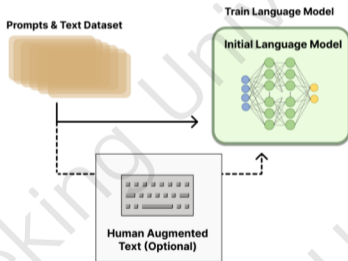 Train Language Model
Prompts & Text Dataset
Initial Language Model
Human Augmented
Text (Optional)